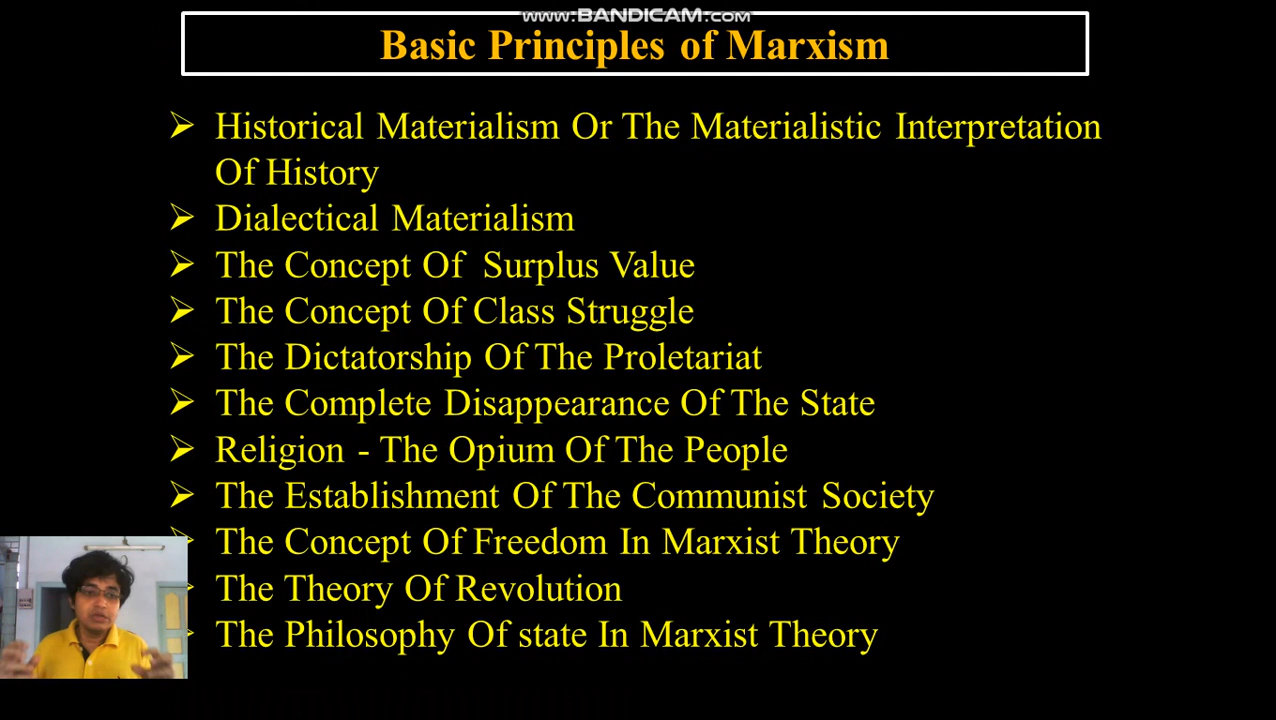 www.BANDICAM.com
Basic Principles of Marxism
Historical Materialism Or The Materialistic Interpretation
Of History
Dialectical Materialism
The Concept Of Surplus Value
The Concept Of Class Struggle
The Dictatorship Of The Proletariat
The Complete Disappearance Of The State
Religion - The Opium Of The People
The Establishment Of The Communist Society
The Concept Of Freedom In Marxist Theory
The Theory Of Revolution
The Philosophy Of state In Marxist Theory